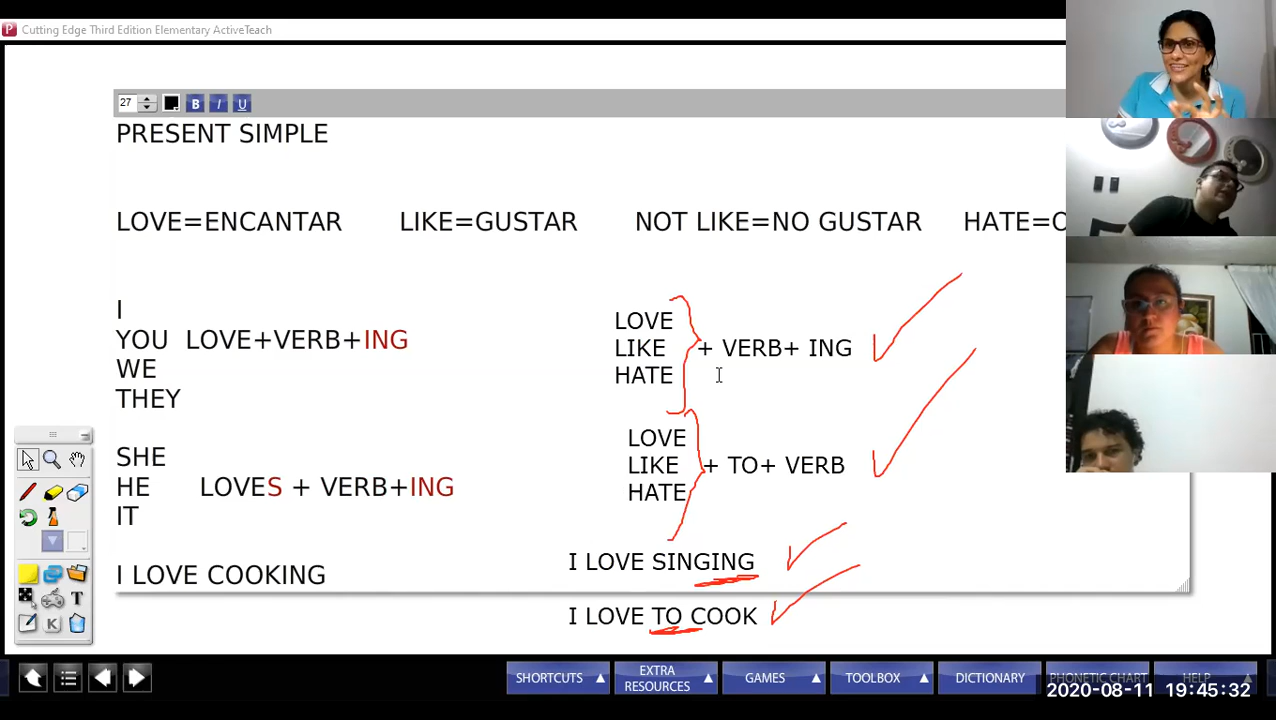 Cutting Edge Third Edition Elementary ActiveTeach
27 B I U
PRESENT SIMPLE
LOVE=ENCANTAR LIKE=GUSTAR NOT LIKE=NO GUSTAR HATE=O
I
YOU LOVE+VERB+ING
WE
THEY
LOVE
LIKE + VERB+ ING
HATE
SHE
HE LOVES + VERB+ING
IT
LOVE
LIKE + TO+ VERB
HATE
I LOVE COOKING
I LOVE SINGING
I LOVE TO COOK
T
K
SHORTCUTS EXTRA RESOURCES GAMES TOOLBOX DICTIONARY PHONETIC CHART HELP
2020-08-11 19:45:32